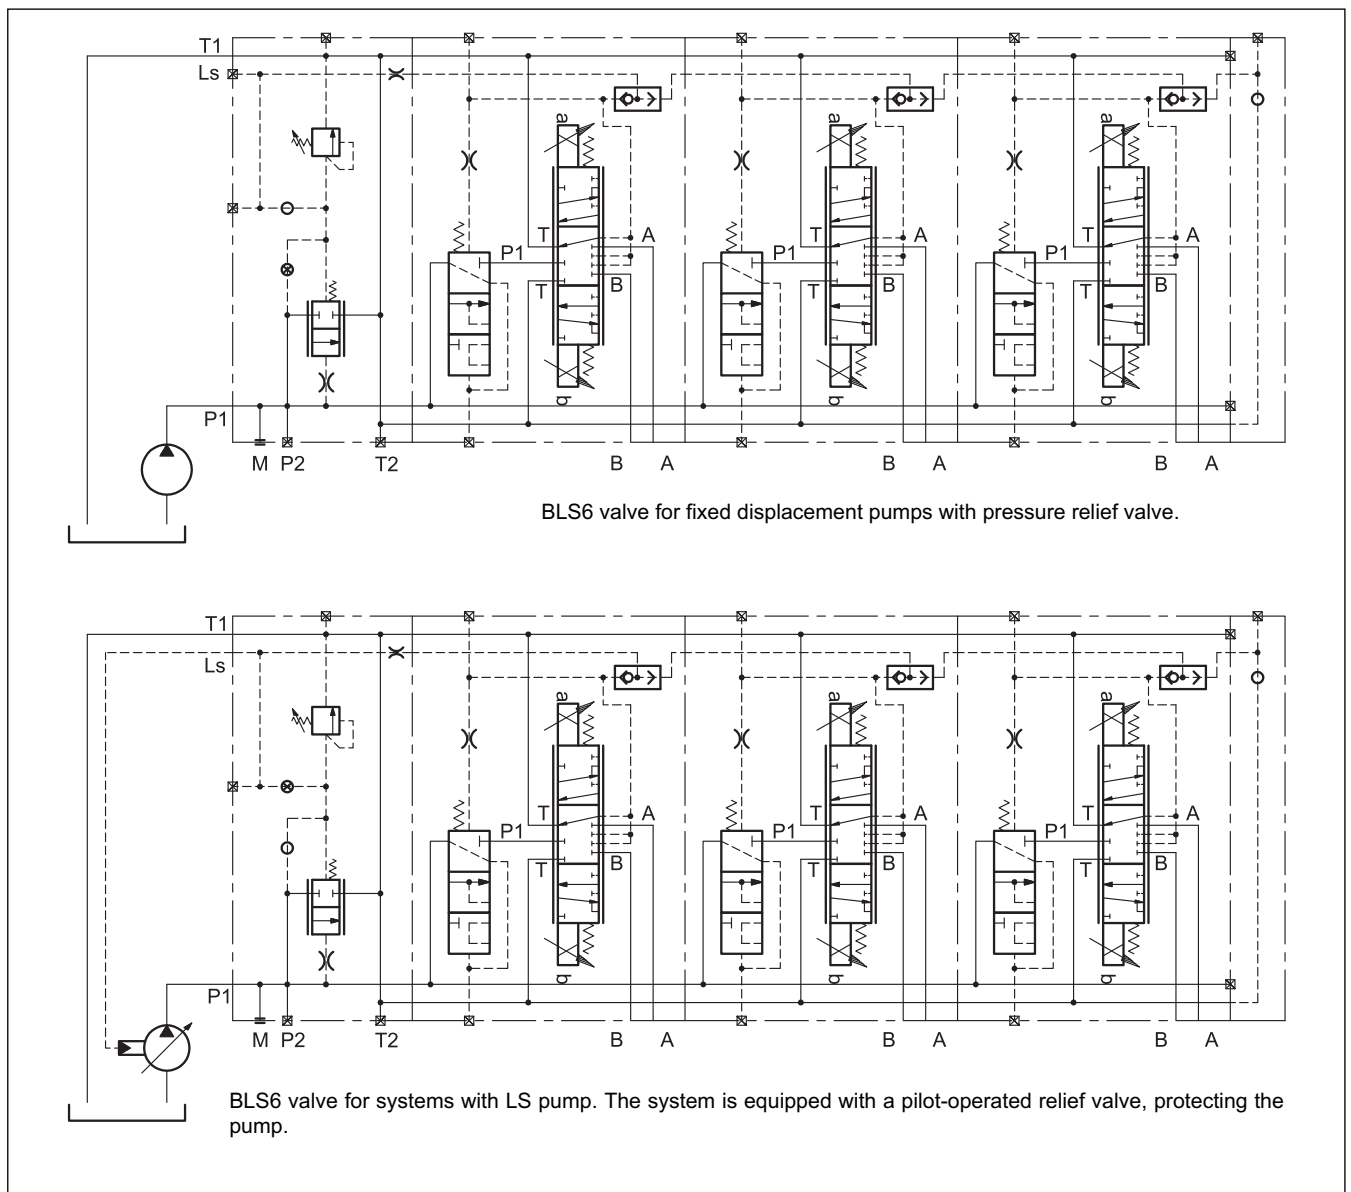 T1
Ls
a
a
a
T
P1
A
T
P1
A
T
P1
A
T
B
T
B
T
B
b
b
b
P1
M P2 T2 B A B A B A
BLS6 valve for fixed displacement pumps with pressure relief valve.
T1
Ls
a
a
a
T
P1
A
T
P1
A
T
P1
A
T
B
T
B
T
B
b
b
b
P1
M P2 T2 B A B A B A
BLS6 valve for systems with LS pump. The system is equipped with a pilot-operated relief valve, protecting the
pump.